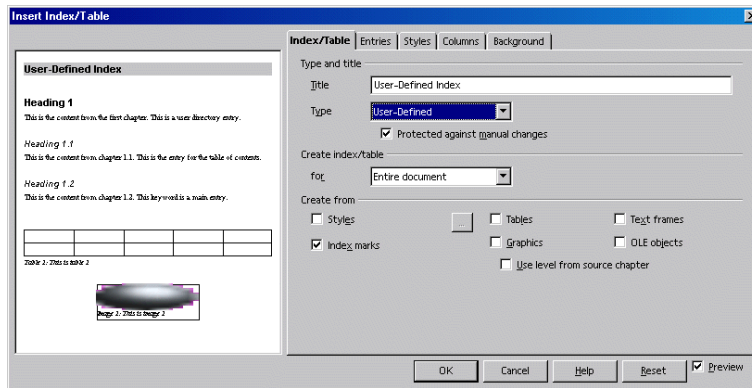 Insert Index/Table
User-Defined Index
Heading 1
This is the content from the first chapter. This is a user directory entry.
Heading 1.1
This is the content from chapter 1.1. This is the entry for the table of contents.
Heading 1.2
This is the content from chapter 1.2. This keyword is a main entry.
Table 2: This is table 2
Image 2: This is image 2
Index/Table Entries Styles Columns Background
Type and title
Title User-Defined Index
Type User-Defined
Protected against manual changes
Create index/table
for Entire document
Create from
Styles ... Tables Text frames
Index marks Graphics OLE objects
Use level from source chapter
OK Cancel Help Reset Preview